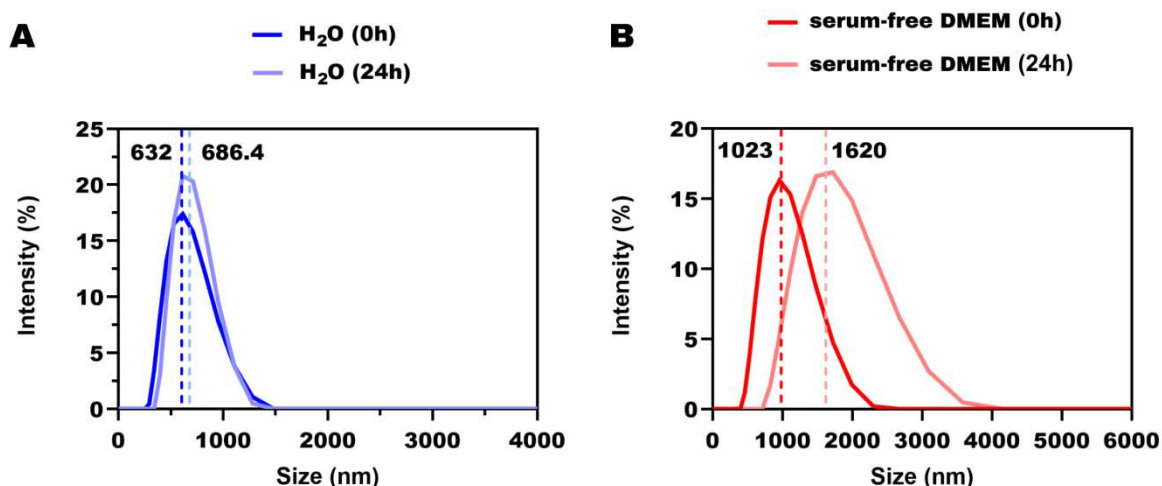 A
H₂O (0h)
H₂O (24h)
25
20
15
10
5
0
632
686.4
Intensity (%)
0
1000
2000
3000
4000
Size (nm)
B
serum-free DMEM (0h)
serum-free DMEM (24h)
20
15
10
5
0
1023
1620
Intensity (%)
0
1000
2000
3000
4000
5000
6000
Size (nm)